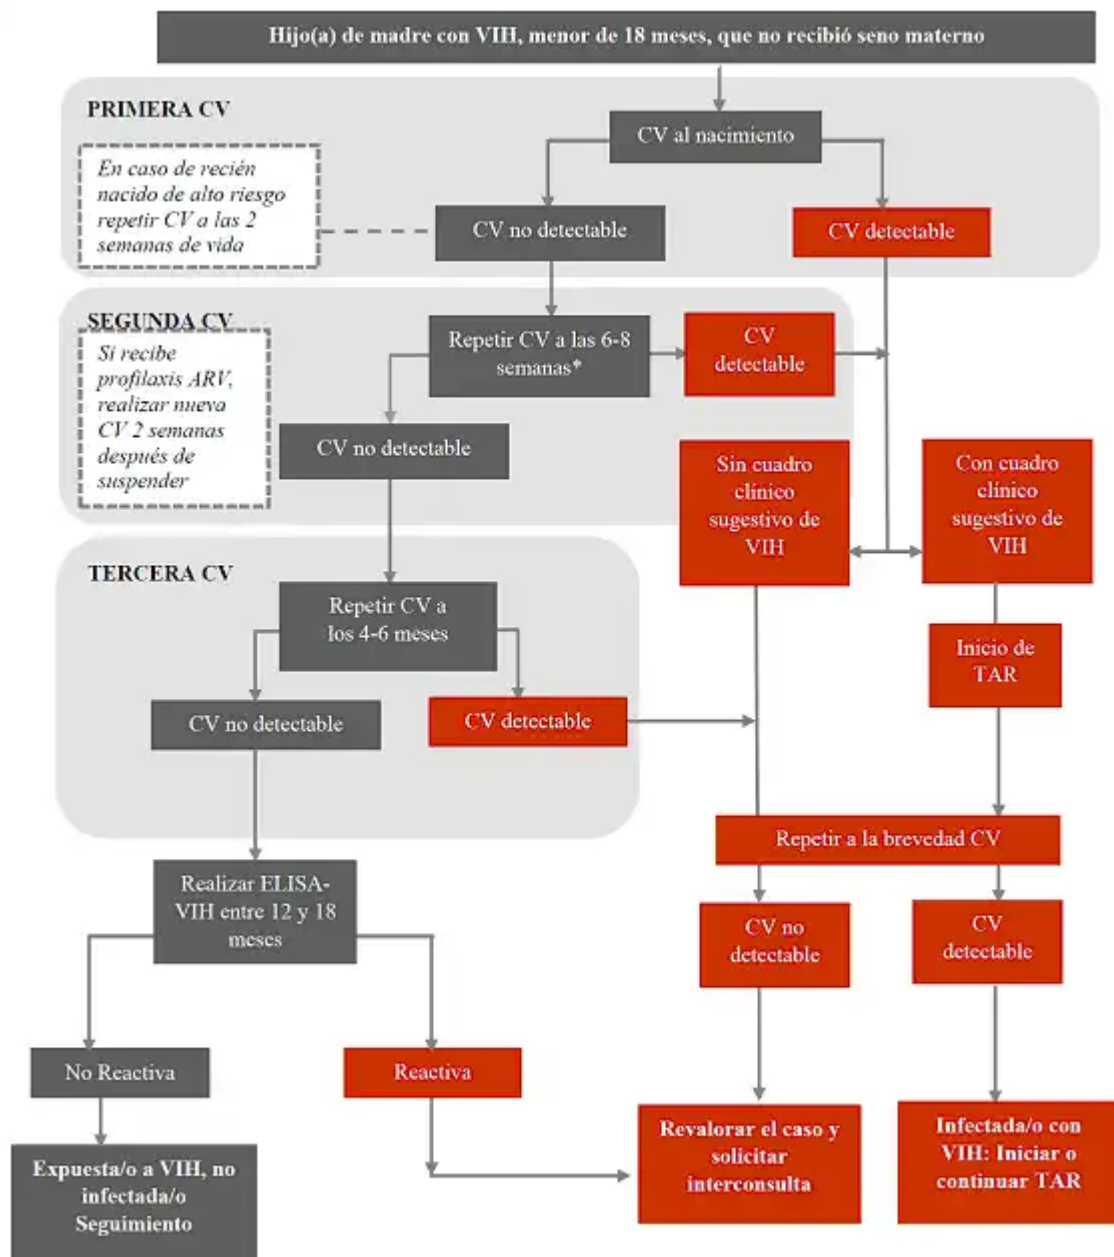 Hijo(a) de madre con VIH, menor de 18 meses, que no recibió seno materno
PRIMERA CV
CV al nacimiento
En caso de recién
nacido de alto riesgo
repetir CV a las 2
semanas de vida
CV no detectable
CV detectable
SEGUNDA CV
Si recibe
profilaxis ARV,
realizar nueva
CV 2 semanas
después de
suspender
Repetir CV a las 6-8
semanas*
CV
detectable
CV no detectable
Sin cuadro
clínico
sugestivo de
VIH
Con cuadro
clínico
sugestivo de
VIH
TERCERA CV
Repetir CV a
los 4-6 meses
Inicio de
TAR
CV no detectable
CV detectable
Repetir a la brevedad CV
Realizar ELISA-
VIH entre 12 y 18
meses
CV no
detectable
CV
detectable
No Reactiva
Reactiva
Expuesta/o a VIH, no
infectada/o
Seguimiento
Revalorar el caso y
solicitar
interconsulta
Infectada/o con
VIH: Iniciar o
continuar TAR